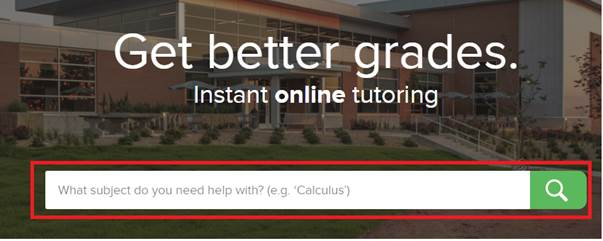 Get better grades.
Instant online tutoring
What subject do you need help with? (e.g. 'Calculus')